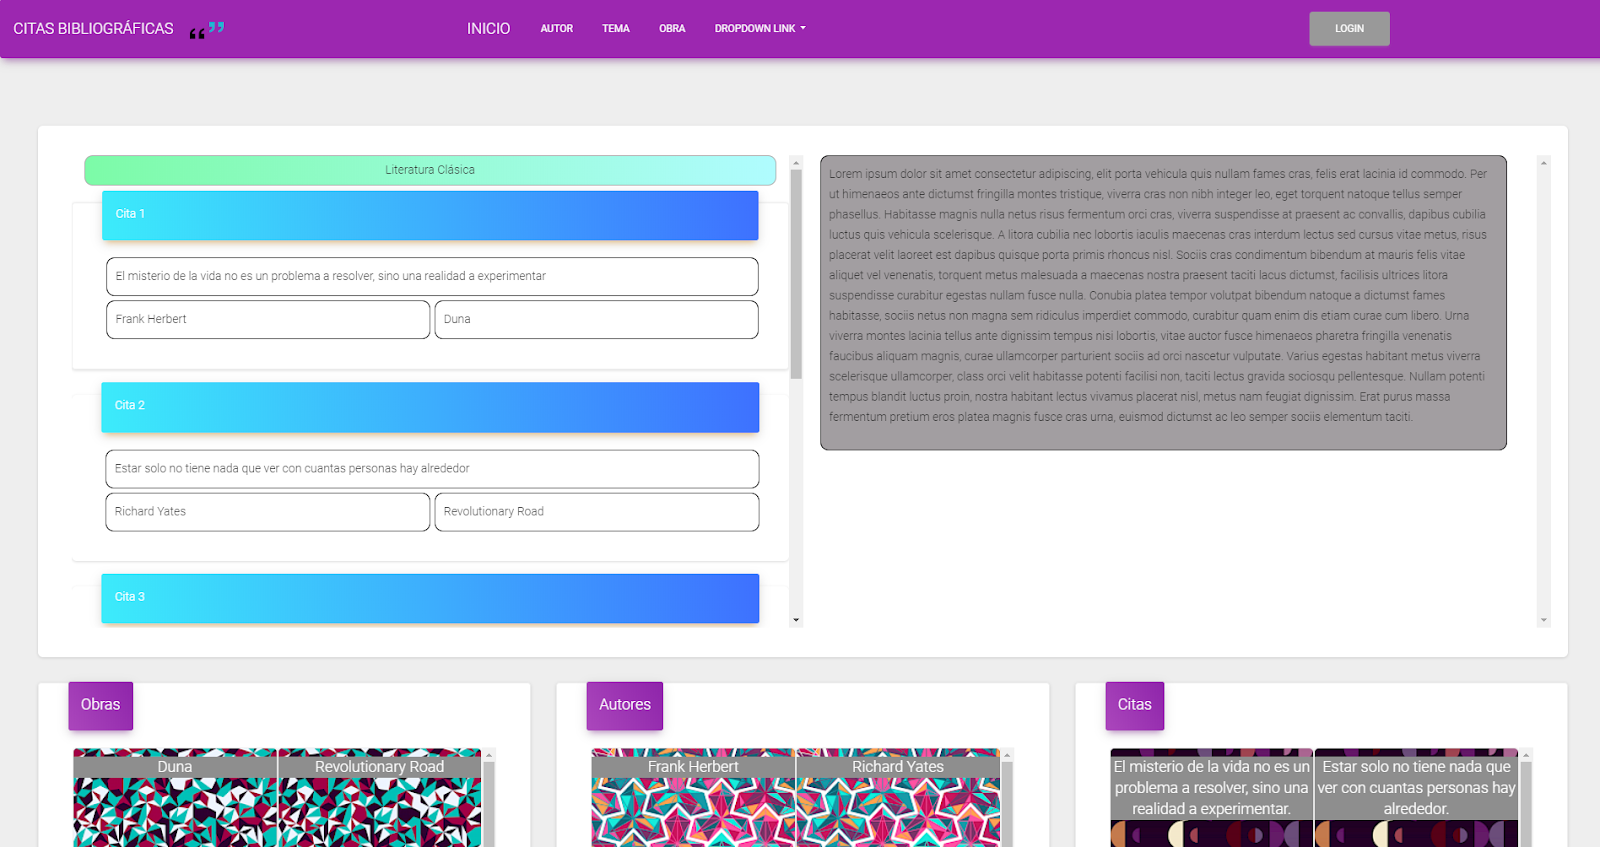 CITAS BIBLIOGRÁFICAS
INICIO
AUTOR
TEMA
OBRA
DROPDOWN LINK
LOGIN
Literatura Clásica
Cita 1
El misterio de la vida no es un problema a resolver, sino una realidad a experimentar
Frank Herbert
Duna
Cita 2
Estar solo no tiene nada que ver con cuantas personas hay alrededor
Richard Yates
Revolutionary Road
Cita 3
Lorem ipsum dolor sit amet consectetur adipiscing, elit porta vehicula quis nullam fames cras, felis erat lacinia id commodo. Per
ut himenaeos ante dictumst fringilla montes tristique, viverra cras non nibh integer leo, eget torquent natoque tellus semper
phasellus. Habitasse magnis nulla netus risus fermentum orci cras, viverra suspendisse at praesent ac convallis, dapibus cubilia
luctus quis vehicula scelerisque. A litora cubilia nec lobortis iaculis maecenas cras interdum lectus sed cursus vitae metus, risus
placerat velit laoreet est dapibus quisque porta primis rhoncus nisl. Sociis cras condimentum bibendum at mauris felis vitae
aliquet vel venenatis, torquent metus malesuada a maecenas nostra praesent taciti lacus dictumst, facilisis ultrices litora
suspendisse curabitur egestas nullam fusce nulla. Conubia platea tempor volutpat bibendum natoque a dictumst fames
habitasse, sociis netus non magna sem ridiculus imperdiet commodo, curabitur quam enim dis etiam curae cum libero. Urna
viverra montes lacinia tellus ante dignissim tempus nisi lobortis, vitae auctor fusce himenaeos pharetra fringilla venenatis
faucibus aliquam magnis, curae ullamcorper parturient sociis ad orci nascetur vulputate. Varius egestas habitant metus viverra
scelerisque ullamcorper, class orci velit habitasse potenti facilisi non, taciti lectus gravida sociosqu pellentesque. Nullam potenti
tempus blandit luctus proin, nostra habitant lectus vivamus placerat nisl, metus nam feugiat dignissim. Erat purus massa
fermentum pretium eros platea magnis fusce cras urna, euismod dictumst ac leo semper sociis elementum taciti.
Obras
Duna
Revolutionary Road
Autores
Frank Herbert
Richard Yates
Citas
El misterio de la vida no es un
problema a resolver, sino una
realidad a experimentar.
Estar solo no tiene nada que
ver con cuantas personas hay
alrededor.